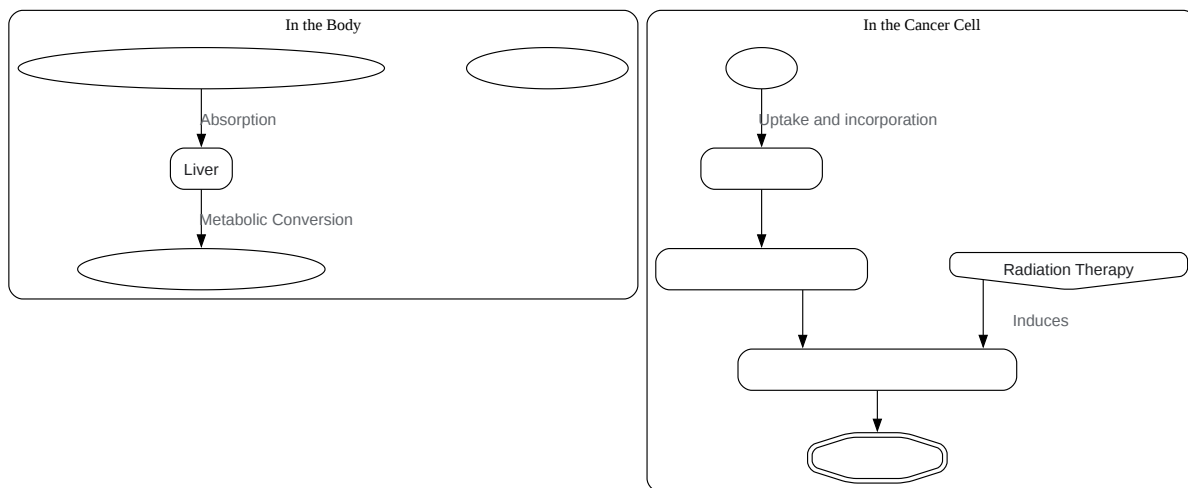 In the Body
Absorption
Liver
Metabolic Conversion
In the Cancer Cell
Uptake and incorporation
Radiation Therapy
Induces